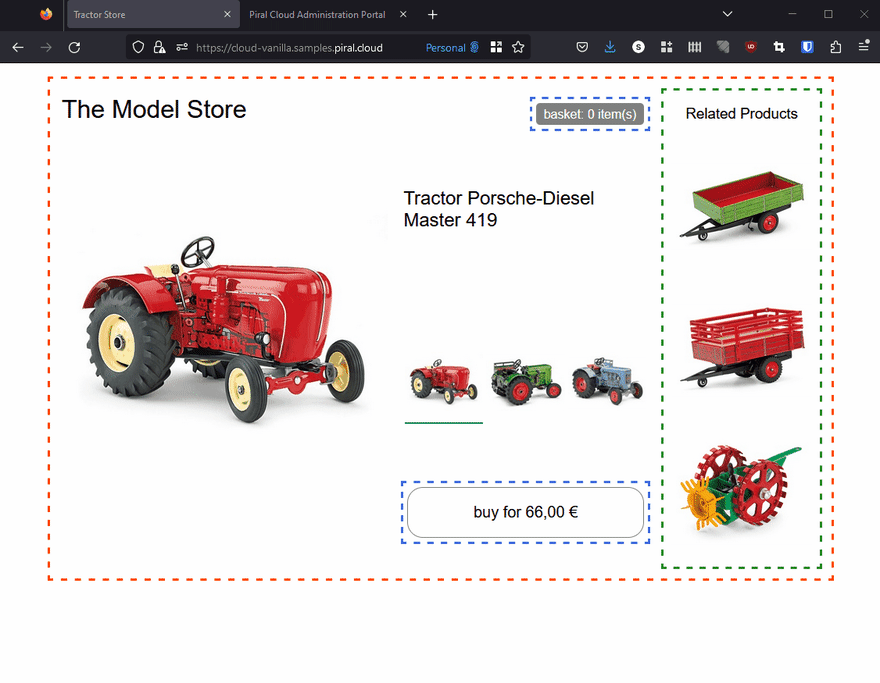 Tractor Store
Piral Cloud Administration Portal
https://cloud-vanilla.samples.piral.cloud
Personal
The Model Store
basket: 0 item(s)
Related Products
Tractor Porsche-Diesel
Master 419
buy for 66,00 €